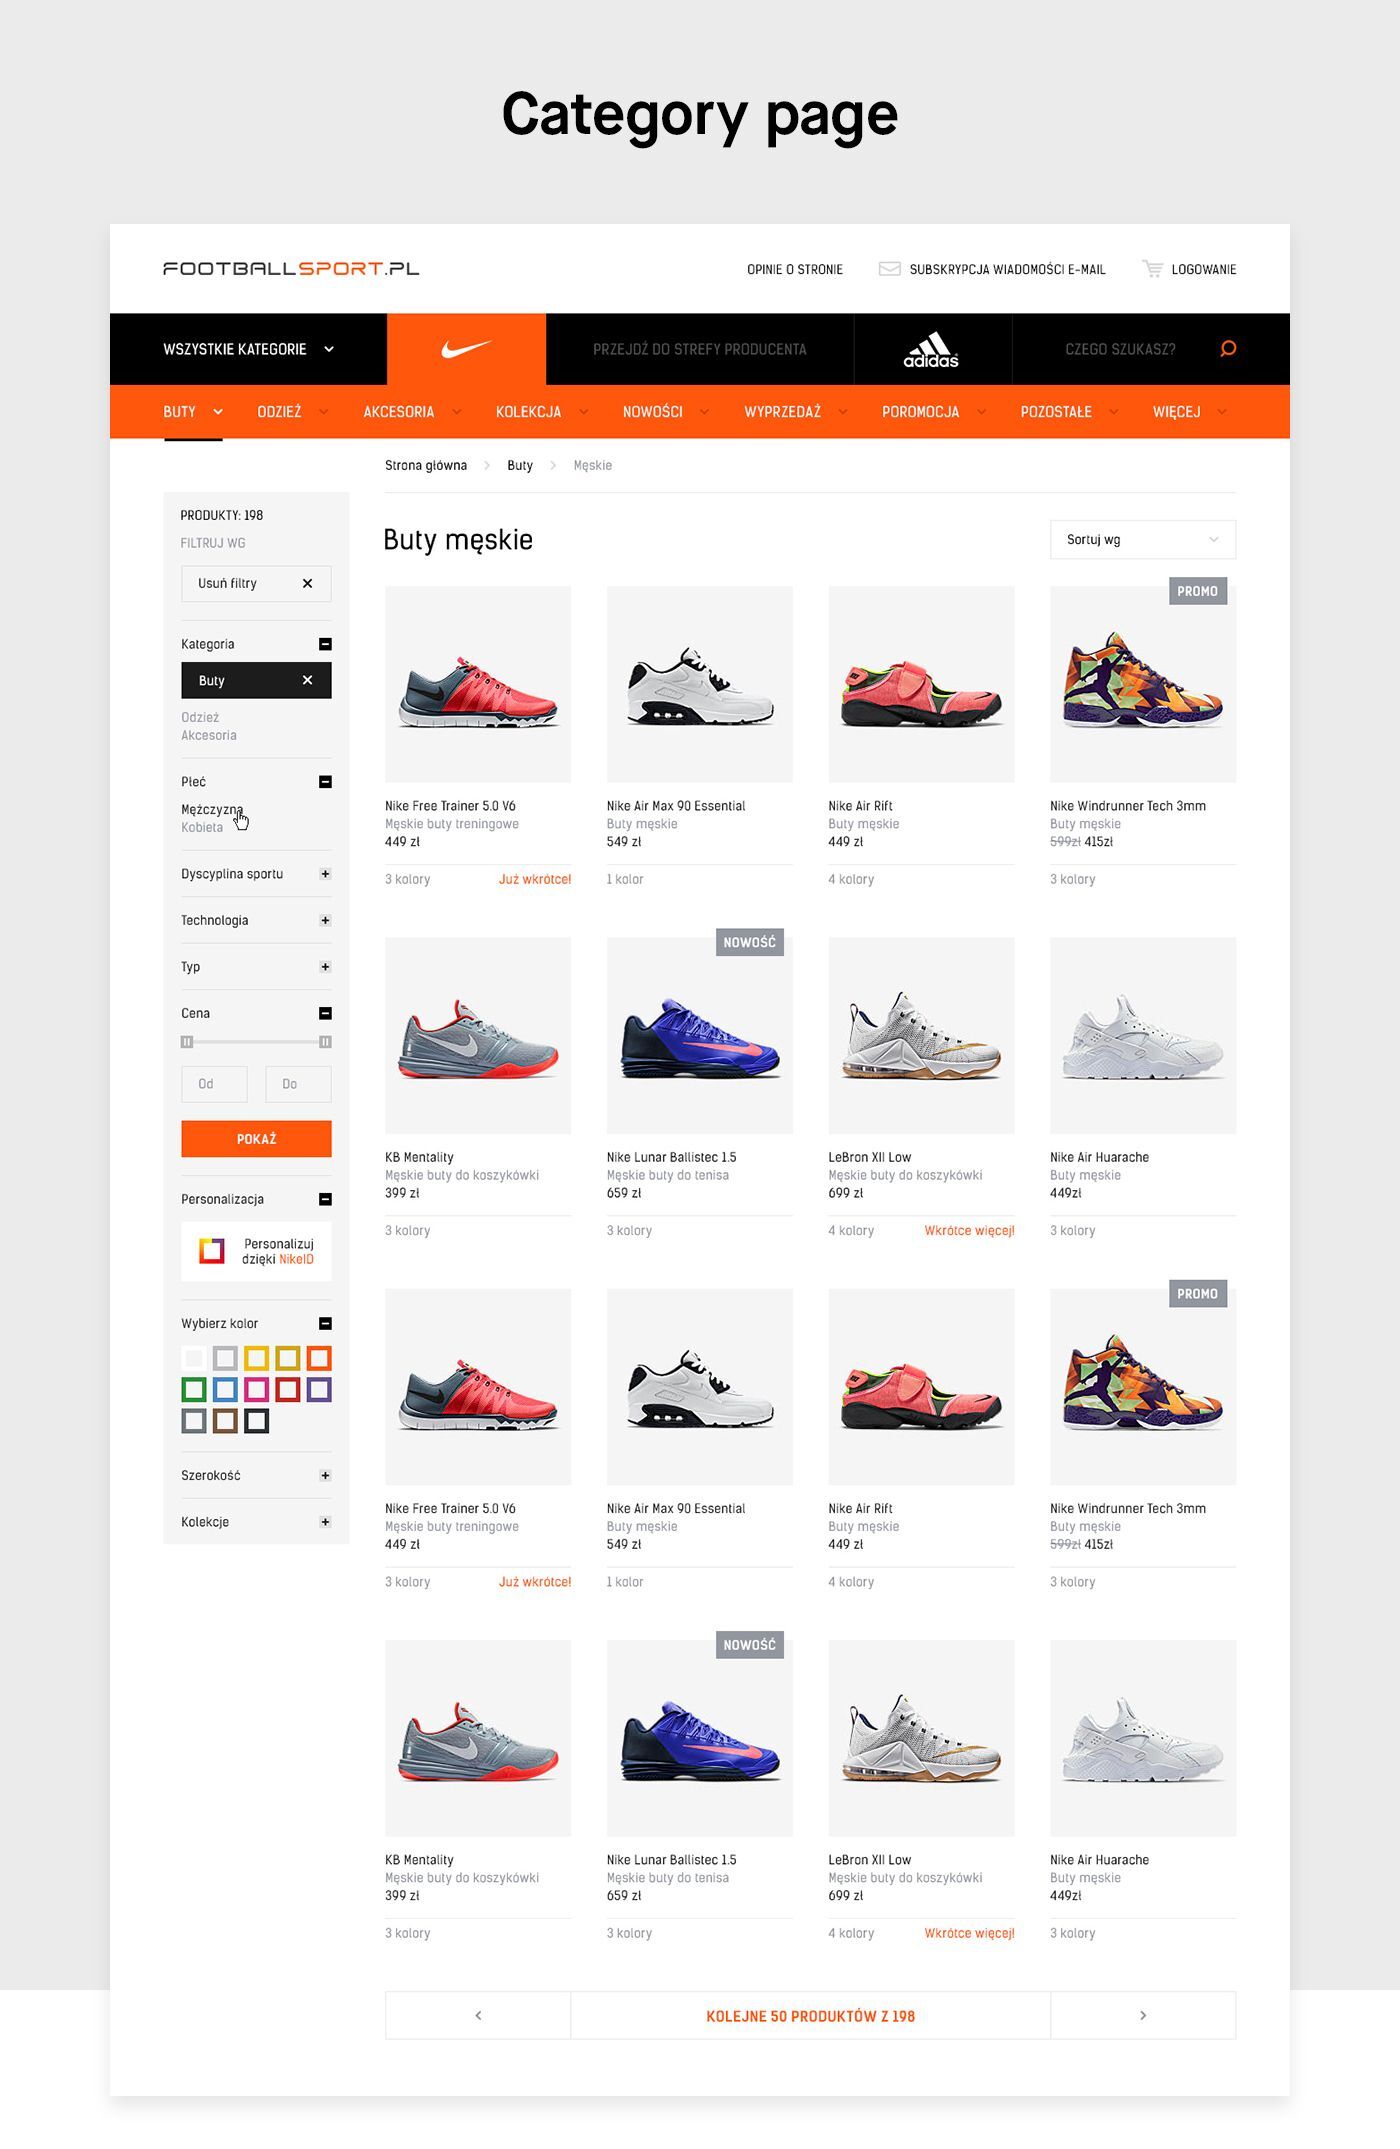 Category page
FOOTBALLSPORT.PL
OPINIE O STRONIE
SUBSKRYPCJA WIADOMOŚCI E-MAIL
LOGOWANIE
WSZYSTKIE KATEGORIE
PRZEJDŹ DO STREFY PRODUCENTA
adidas
CZEGO SZUKASZ?
BUTY
ODZIEŻ
AKCESORIA
KOLEKCJA
NOWOŚCI
WYPRZEDAŻ
POROMOCJA
POZOSTAŁE
WIĘCEJ
Strona główna
Buty
Męskie
PRODUKTY: 198
FILTRUJ WG
Usuń filtry
Kategoria
Buty
Odzież
Akcesoria
Płeć
Mężczyzna
Kobieta
Dyscyplina sportu
Technologia
Typ
Cena
Od
Do
POKAŻ
Personalizacja
Personalizuj
dzięki NikeID
Wybierz kolor
Szerokość
Kolekcje
Buty męskie
Sortuj wg
Nike Free Trainer 5.0 V6
Męskie buty treningowe
449 zł
3 kolory
Już wkrótce!
Nike Air Max 90 Essential
Buty męskie
549 zł
1 kolor
Nike Air Rift
Buty męskie
449 zł
4 kolory
PROMO
Nike Windrunner Tech 3mm
Buty męskie
599zł 415zł
3 kolory
KB Mentality
Męskie buty do koszykówki
399 zł
3 kolory
NOWOŚĆ
Nike Lunar Ballistec 1.5
Męskie buty do tenisa
659 zł
3 kolory
LeBron XII Low
Męskie buty do koszykówki
699 zł
4 kolory
Wkrótce więcej!
Nike Air Huarache
Buty męskie
449zł
3 kolory
Nike Free Trainer 5.0 V6
Męskie buty treningowe
449 zł
3 kolory
Już wkrótce!
Nike Air Max 90 Essential
Buty męskie
549 zł
1 kolor
Nike Air Rift
Buty męskie
449 zł
4 kolory
PROMO
Nike Windrunner Tech 3mm
Buty męskie
599zł 415zł
3 kolory
KB Mentality
Męskie buty do koszykówki
399 zł
3 kolory
NOWOŚĆ
Nike Lunar Ballistec 1.5
Męskie buty do tenisa
659 zł
3 kolory
LeBron XII Low
Męskie buty do koszykówki
699 zł
4 kolory
Wkrótce więcej!
Nike Air Huarache
Buty męskie
449zł
3 kolory
KOLEJNE 50 PRODUKTÓW Z 198